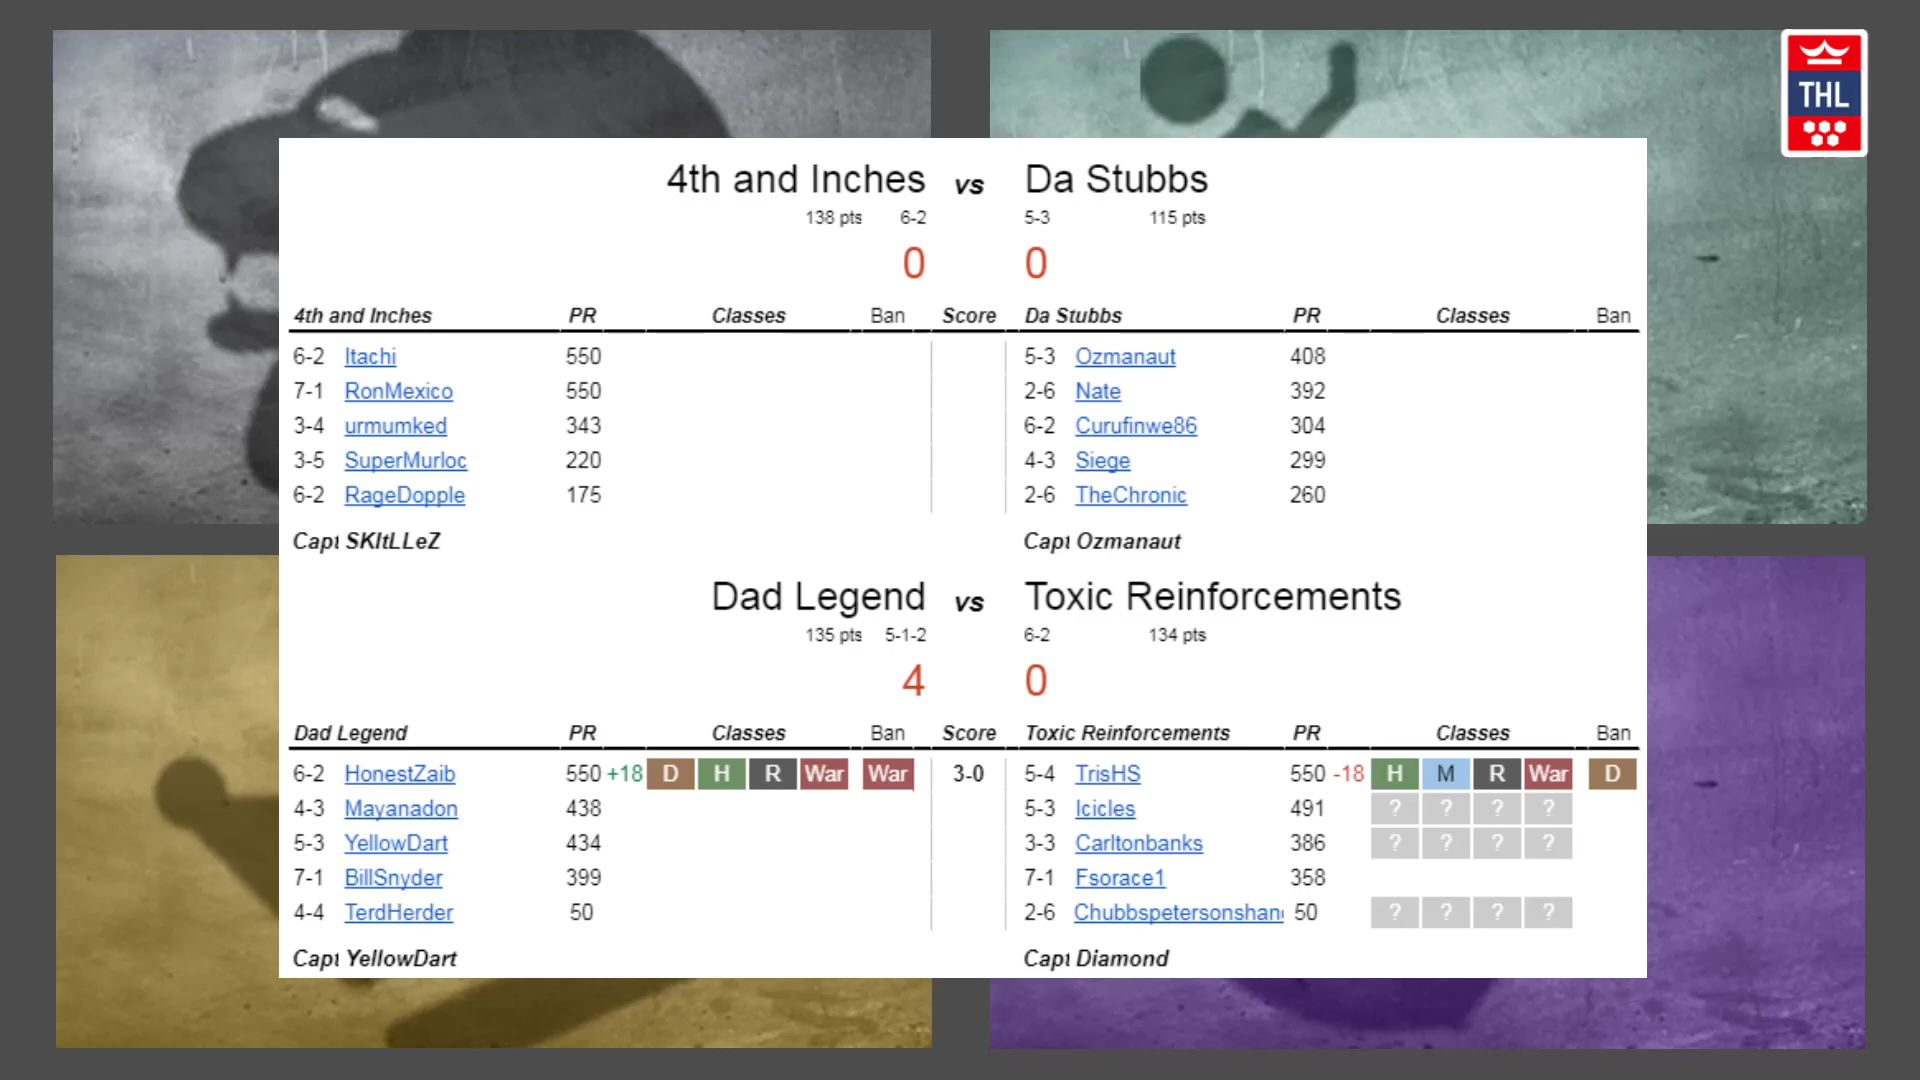 THL
4th and Inches vs Da Stubbs
138 pts 6-2 5-3 115 pts
0 0
4th and Inches PR Classes Ban Score Da Stubbs PR Classes Ban
6-2 Itachi 550 5-3 Ozmanaut 408
7-1 RonMexico 550 2-6 Nate 392
3-4 urmumked 343 6-2 Curufinwe86 304
3-5 SuperMurloc 220 4-3 Siege 299
6-2 RageDopple 175 2-6 TheChronic 260
Capt SKItLLeZ Capt Ozmanaut
Dad Legend vs Toxic Reinforcements
135 pts 5-1-2 6-2 134 pts
4 0
Dad Legend PR Classes Ban Score Toxic Reinforcements PR Classes Ban
6-2 HonestZaib 550 +18 D H R War War 3-0 5-4 TrisHS 550 -18 H M R War D
4-3 Mayanadon 438 5-3 Icicles 491 ? ? ? ?
5-3 YellowDart 434 3-3 Carltonbanks 386 ? ? ? ?
7-1 BillSnyder 399 7-1 Fsorace1 358
4-4 TerdHerder 50 2-6 Chubbspetersonshan 50 ? ? ? ?
Capt YellowDart Capt Diamond